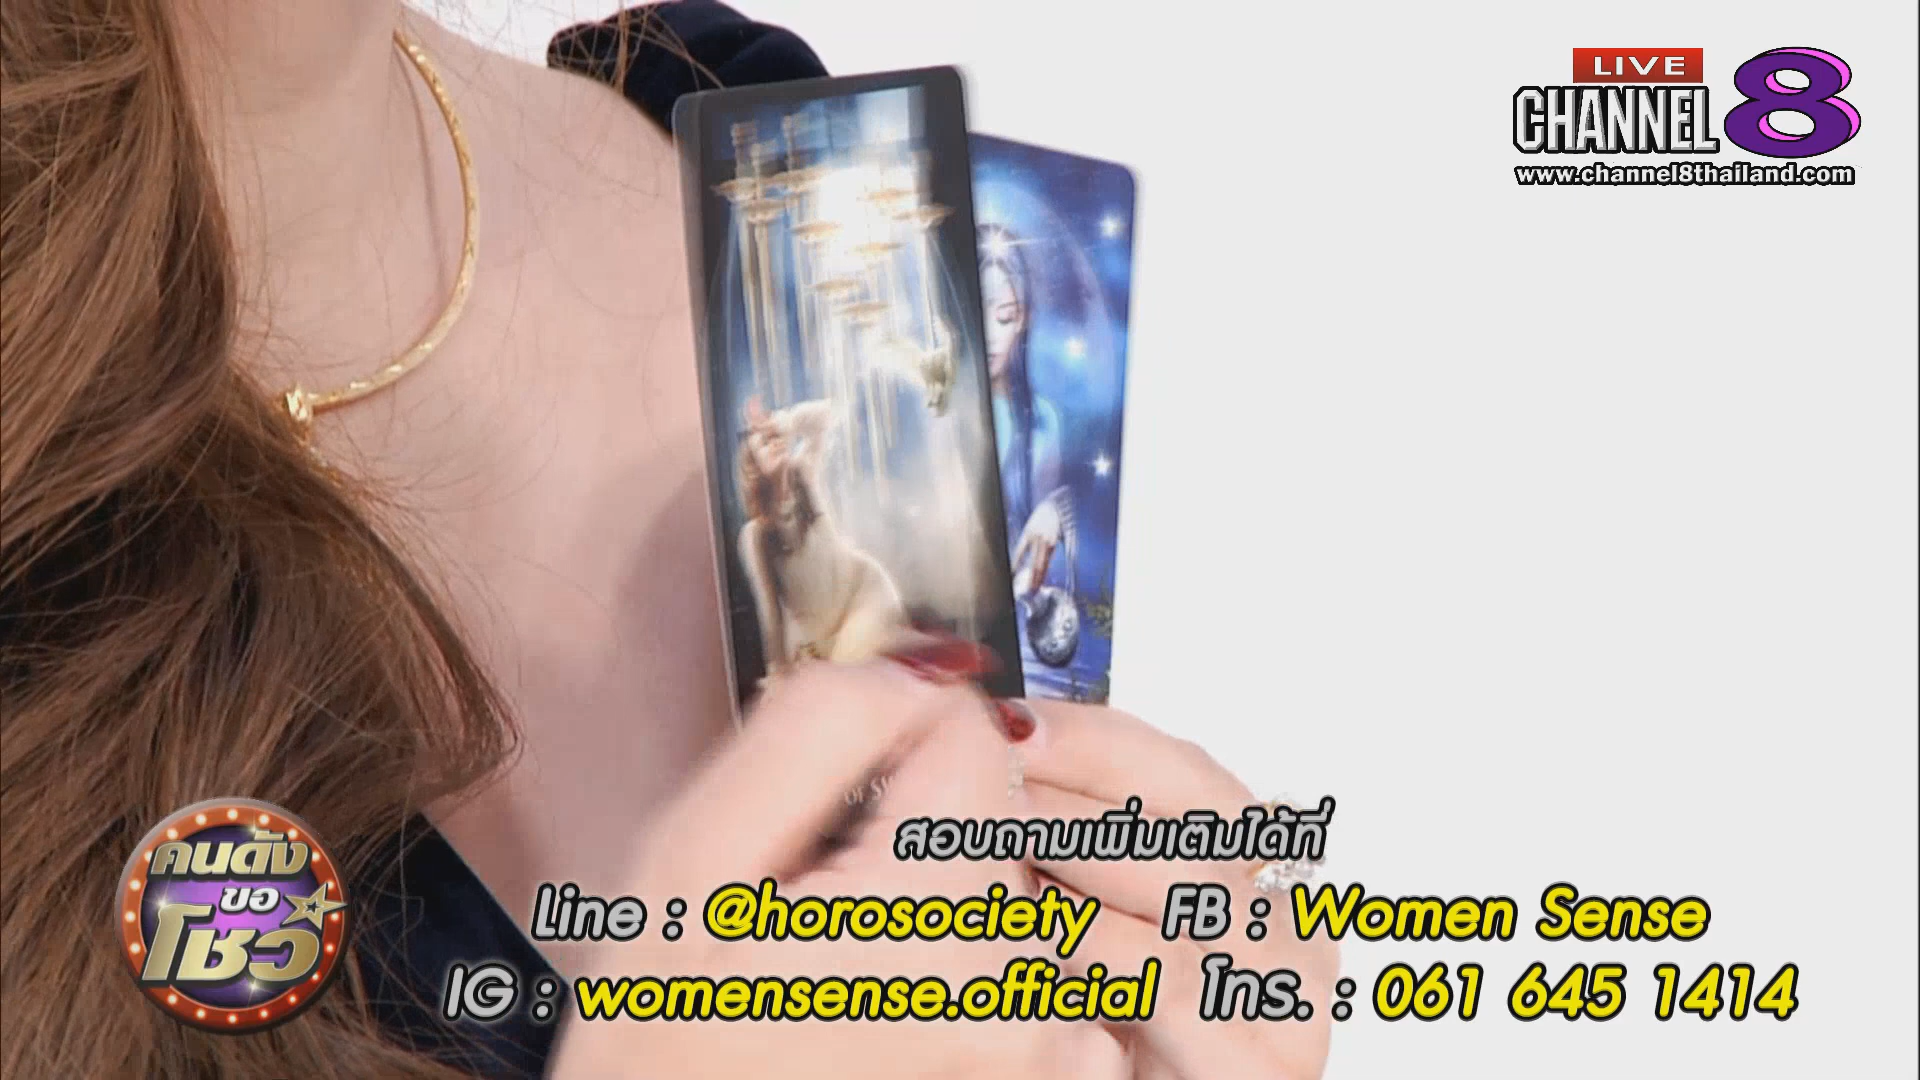 LIVE
CHANNEL 8
www.channel8thailand.com
OF
คนดัง
ขอ
โชว์
สอบถามเพิ่มเติมได้ที่
Line : @horosociety FB : Women Sense
IG : womensense.official โทร. : 061 645 1414